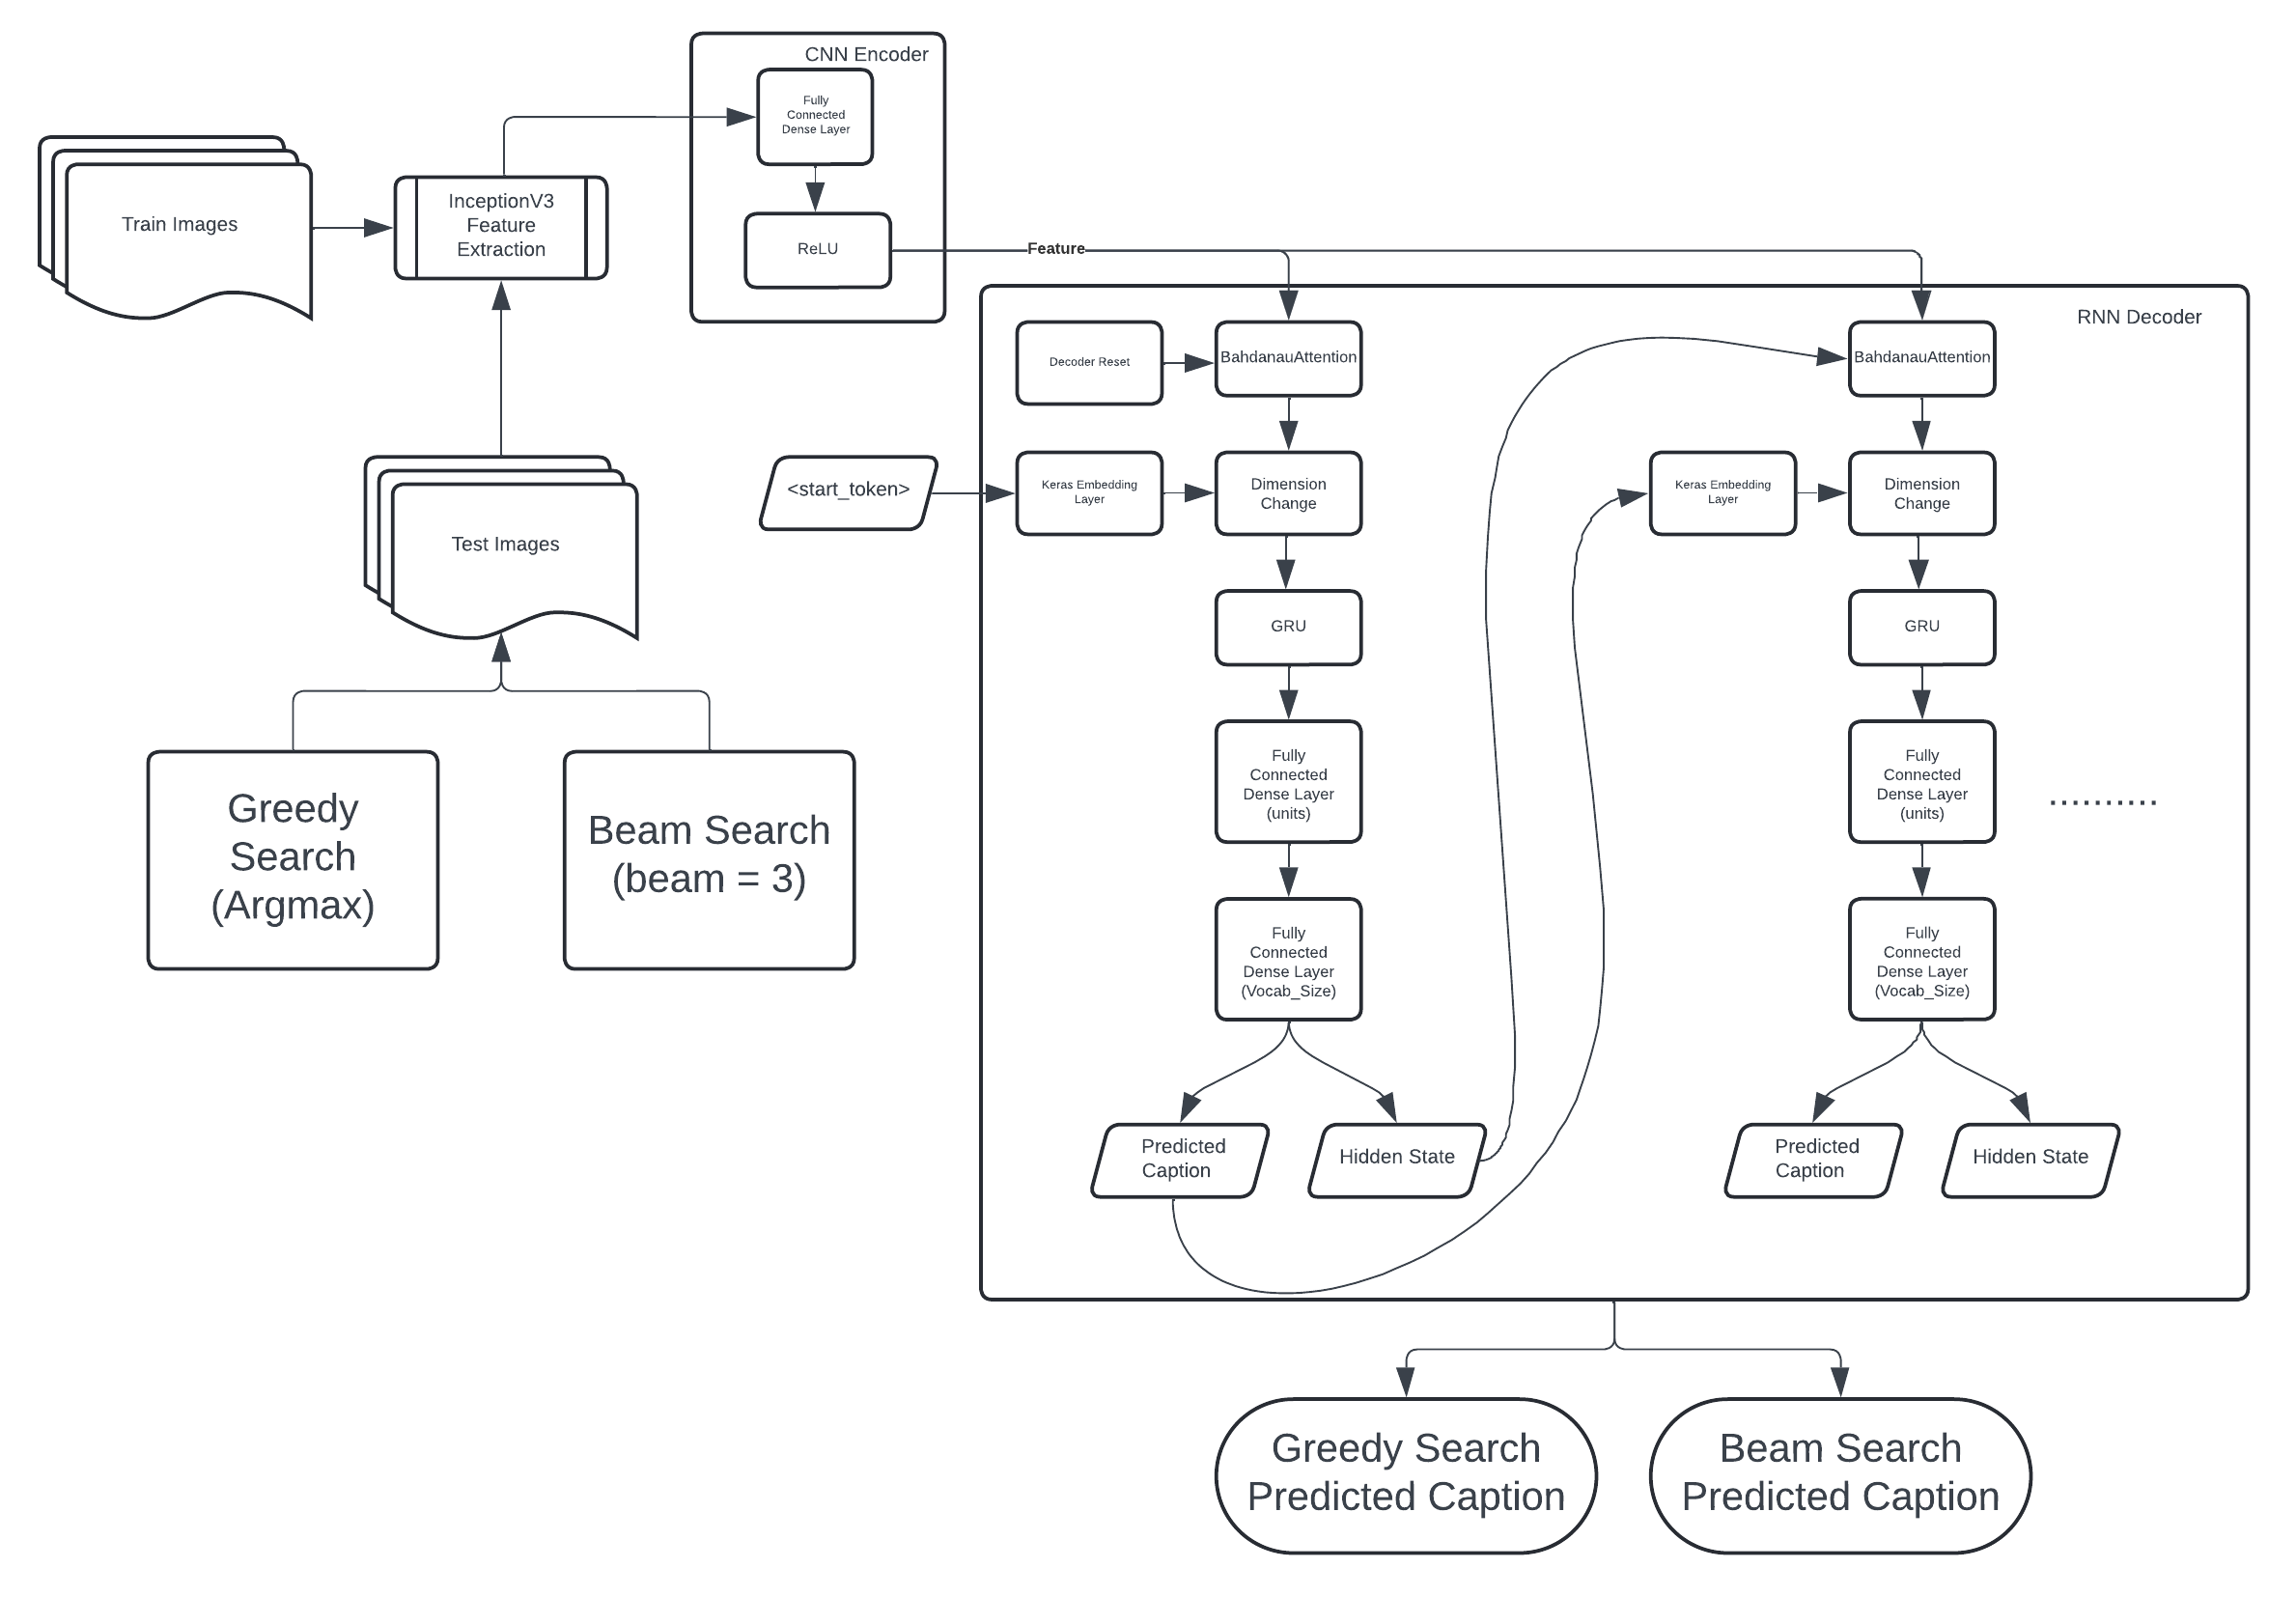 CNN Encoder
Fully
Connected
Dense Layer
Train Images
InceptionV3
Feature
Extraction
ReLU
Feature
RNN Decoder
Decoder Reset
BahdanauAttention
BahdanauAttention
<start_token>
Keras Embedding
Layer
Dimension
Change
Keras Embedding
Layer
Dimension
Change
Test Images
GRU
GRU
Greedy
Search
(Argmax)
Beam Search
(beam = 3)
Fully
Connected
Dense Layer
(units)
Fully
Connected
Dense Layer
(units)
..........
Fully
Connected
Dense Layer
(Vocab_Size)
Fully
Connected
Dense Layer
(Vocab_Size)
Predicted
Caption
Hidden State
Predicted
Caption
Hidden State
Greedy Search
Predicted Caption
Beam Search
Predicted Caption